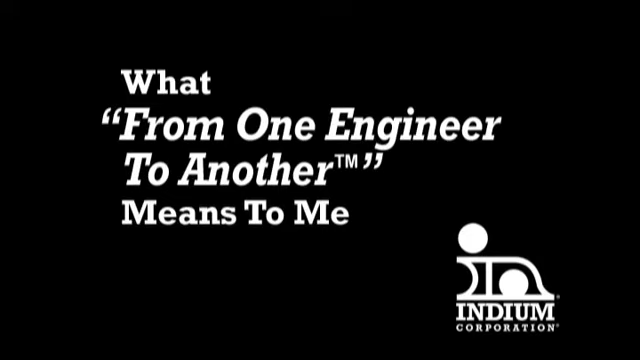 What
“From One Engineer
To Another™”
Means To Me
INDIUM
CORPORATION®